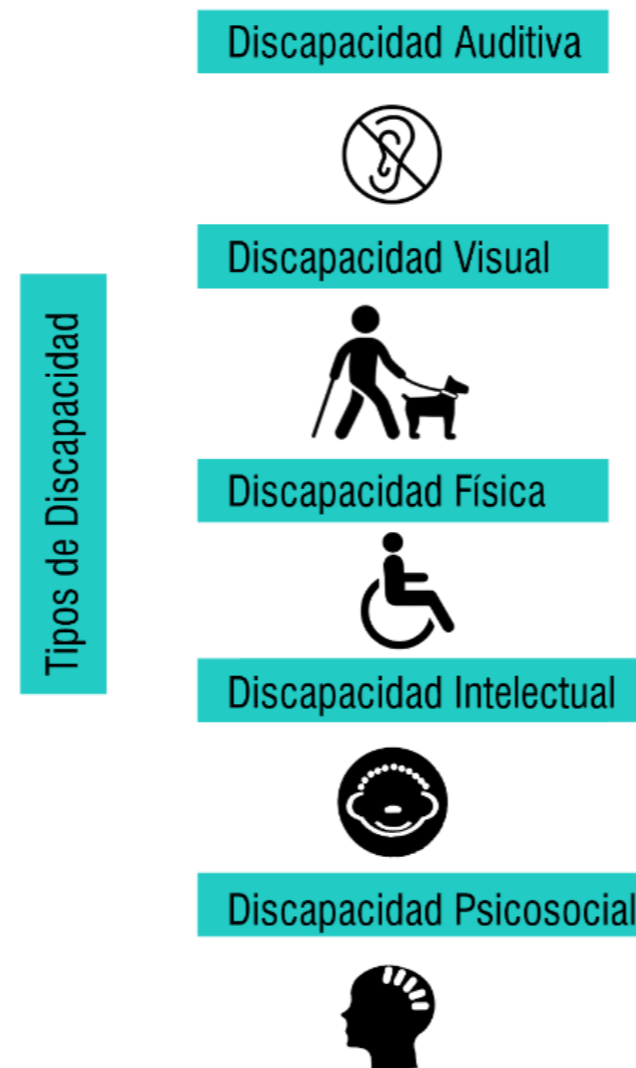 Tipos de Discapacidad
Discapacidad Auditiva
Discapacidad Visual
Discapacidad Física
Discapacidad Intelectual
Discapacidad Psicosocial